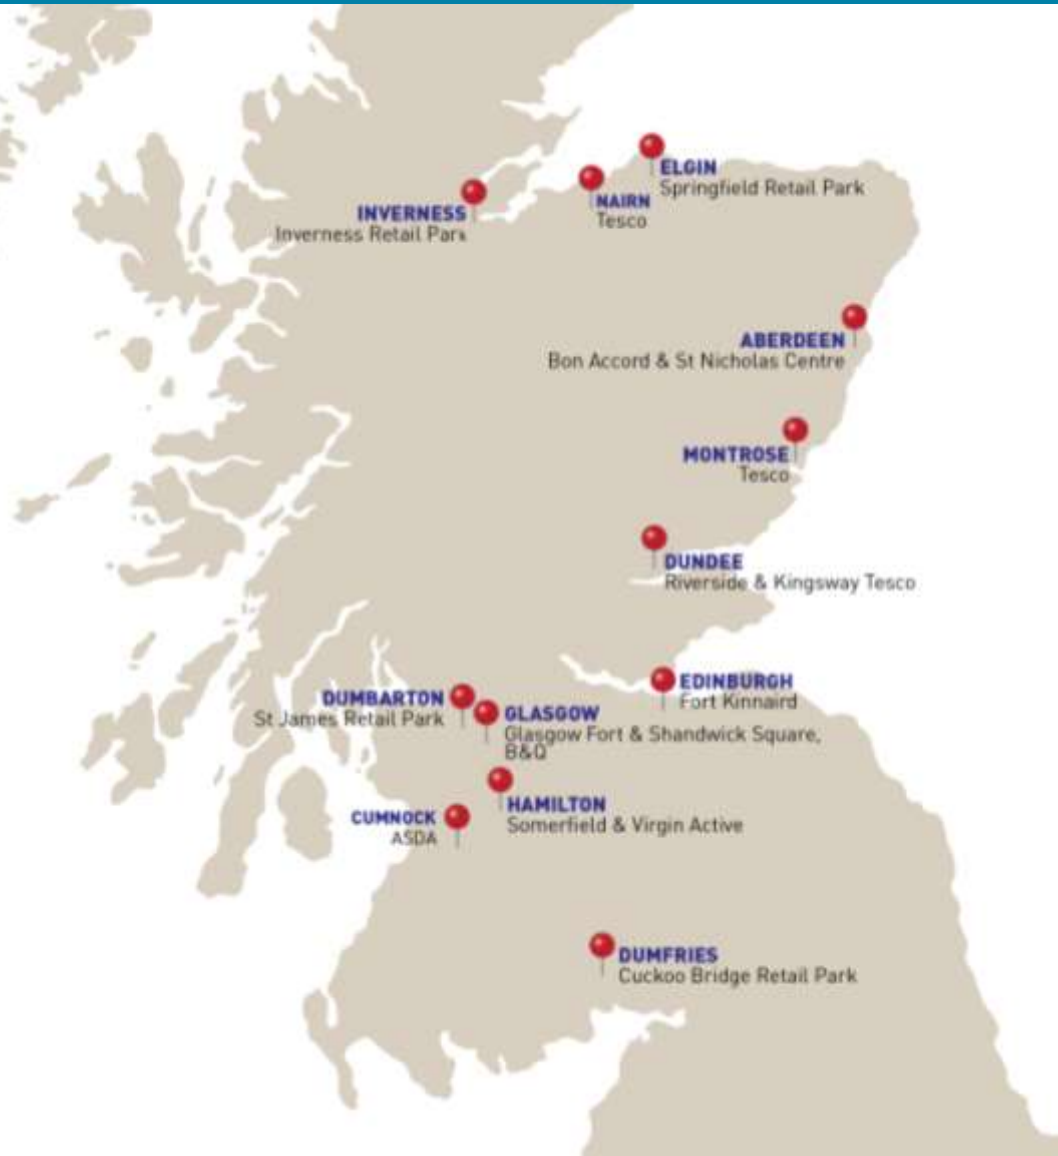 ELGIN
Springfield Retail Park
NAIRN
Tesco
INVERNESS
Inverness Retail Park
ABERDEEN
Bon Accord & St Nicholas Centre
MONTROSE
Tesco
DUNDEE
Riverside & Kingsway Tesco
EDINBURGH
Fort Kinnaird
DUMBARTON
St James Retail Park
GLASGOW
Glasgow Fort & Shandwick Square,
B&Q
HAMILTON
Somerfield & Virgin Active
CUMNOCK
ASDA
DUMFRIES
Cuckoo Bridge Retail Park